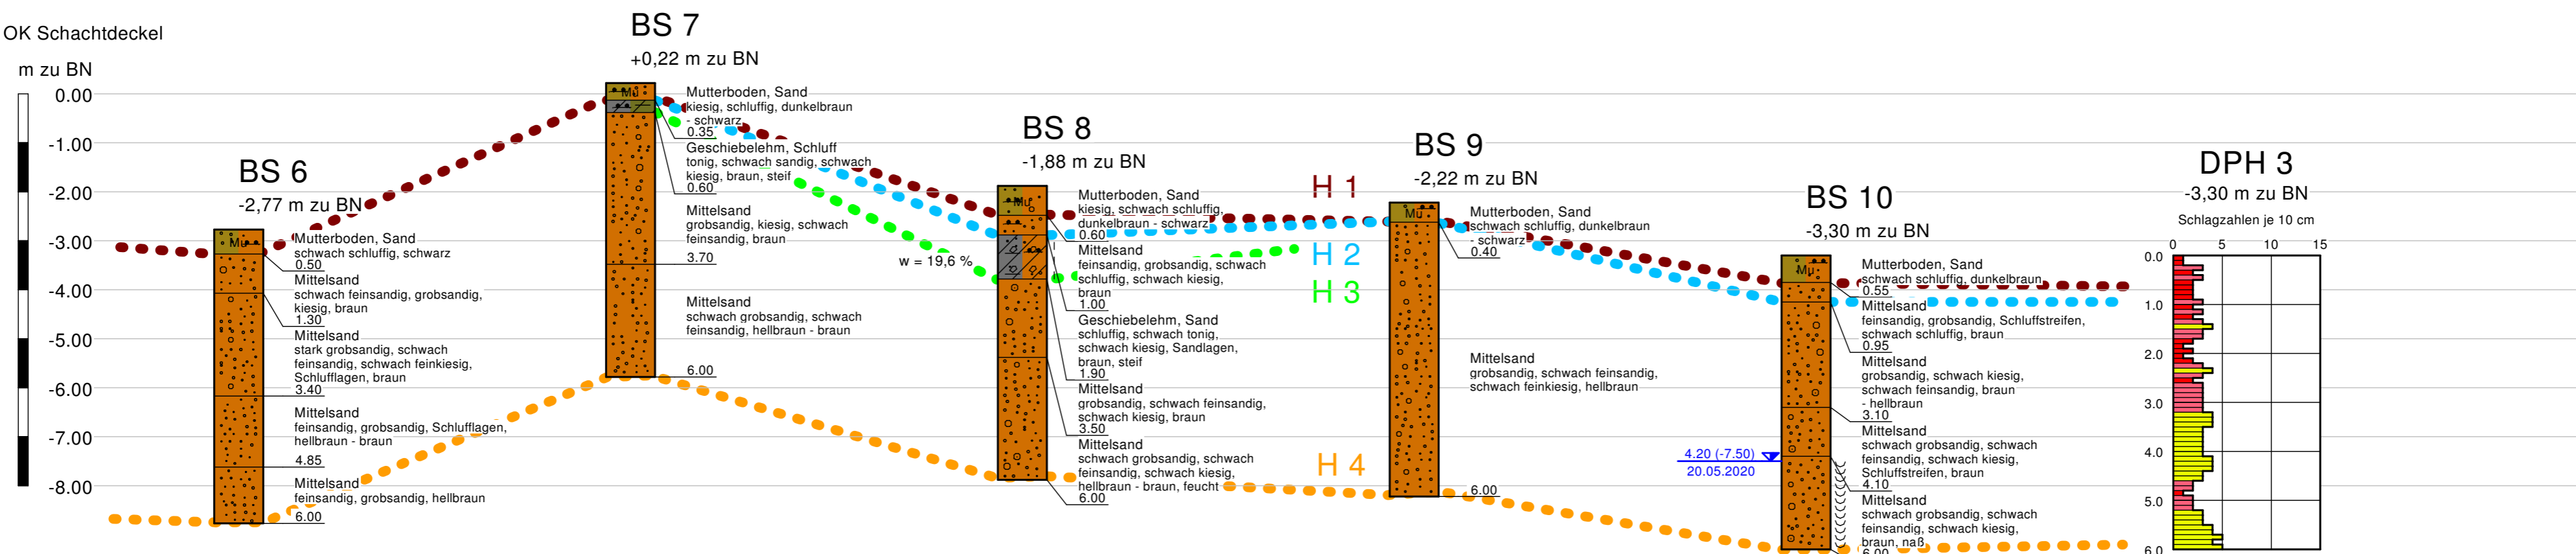 OK Schachtdeckel
m zu BN
0.00
-1.00
-2.00
-3.00
-4.00
-5.00
-6.00
-7.00
-8.00
BS 6
-2,77 m zu BN
Mu
Mutterboden, Sand
schwach schluffig, schwarz
0.50
Mittelsand
schwach feinsandig, grobsandig,
kiesig, braun
1.30
Mittelsand
stark grobsandig, schwach
feinsandig, schwach feinkiesig,
Schlufflagen, braun
3.40
Mittelsand
feinsandig, grobsandig, Schlufflagen,
hellbraun - braun
4.85
Mittelsand
feinsandig, grobsandig, hellbraun
6.00
BS 7
+0,22 m zu BN
Mu
Mutterboden, Sand
kiesig, schluffig, dunkelbraun
- schwarz
0.35
Geschiebelehm, Schluff
tonig, schwach sandig, schwach
kiesig, braun, steif
0.60
Mittelsand
grobsandig, kiesig, schwach
feinsandig, braun
3.70
Mittelsand
schwach grobsandig, schwach
feinsandig, hellbraun - braun
6.00
BS 8
-1,88 m zu BN
Mu
w = 19,6 %
Mutterboden, Sand
kiesig, schwach schluffig,
dunkelbraun - schwarz
0.60
Mittelsand
feinsandig, grobsandig, schwach
schluffig, schwach kiesig,
braun
1.00
Geschiebelehm, Sand
schluffig, schwach tonig,
schwach kiesig, Sandlagen,
braun, steif
1.90
Mittelsand
grobsandig, schwach feinsandig,
schwach kiesig, braun
3.50
Mittelsand
schwach grobsandig, schwach
feinsandig, schwach kiesig,
hellbraun - braun, feucht
6.00
H 1
H 2
H 3
H 4
BS 9
-2,22 m zu BN
Mu
Mutterboden, Sand
schwach schluffig, dunkelbraun
- schwarz
0.40
Mittelsand
grobsandig, schwach feinsandig,
schwach feinkiesig, hellbraun
6.00
BS 10
-3,30 m zu BN
Mu
4.20 (-7.50)
20.05.2020
Mutterboden, Sand
schwach schluffig, dunkelbraun
0.55
Mittelsand
feinsandig, grobsandig, Schluffstreifen,
schwach schluffig, braun
0.95
Mittelsand
grobsandig, schwach kiesig,
schwach feinsandig, braun
- hellbraun
3.10
Mittelsand
schwach grobsandig, schwach
feinsandig, schwach kiesig,
Schluffstreifen, braun
4.10
Mittelsand
schwach grobsandig, schwach
feinsandig, schwach kiesig,
braun, naß
6.00
DPH 3
-3,30 m zu BN
Schlagzahlen je 10 cm
0 5 10 15
0.0
1.0
2.0
3.0
4.0
5.0
6.0